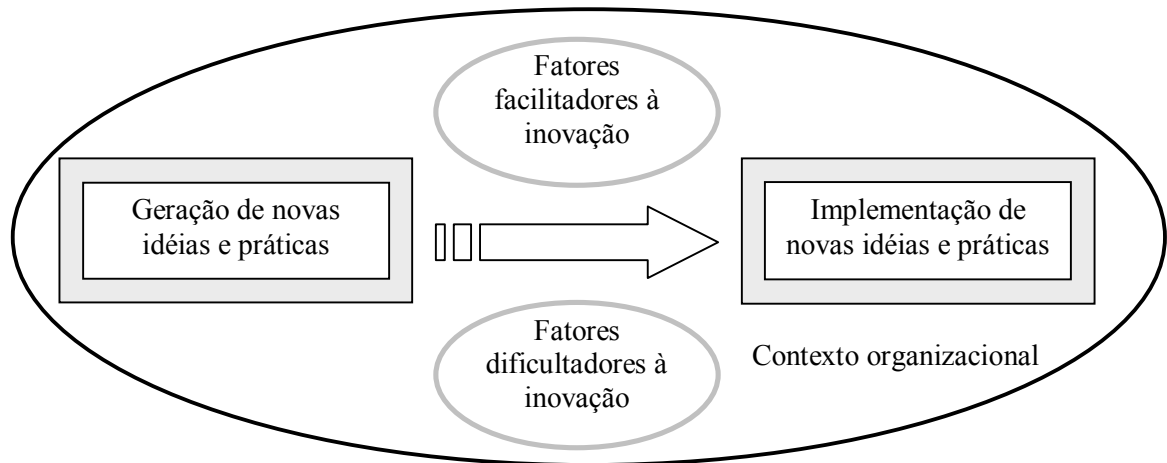 Fatores
facilitadores à
inovação
Geração de novas
idéias e práticas
Implementação de
novas idéias e práticas
Fatores
dificultadores à
inovação
Contexto organizacional